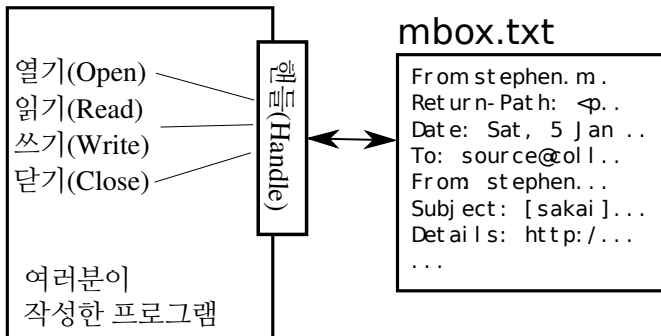 열기(Open)
읽기(Read)
쓰기(Write)
닫기(Close)
여러분이
작성한 프로그램
핸들(Handle)
mbox.txt
From stephen.m..
Return-Path: <p..
Date: Sat, 5 Jan ..
To: source@coll..
From: stephen...
Subject: [sakai]...
Details: http:/...
...